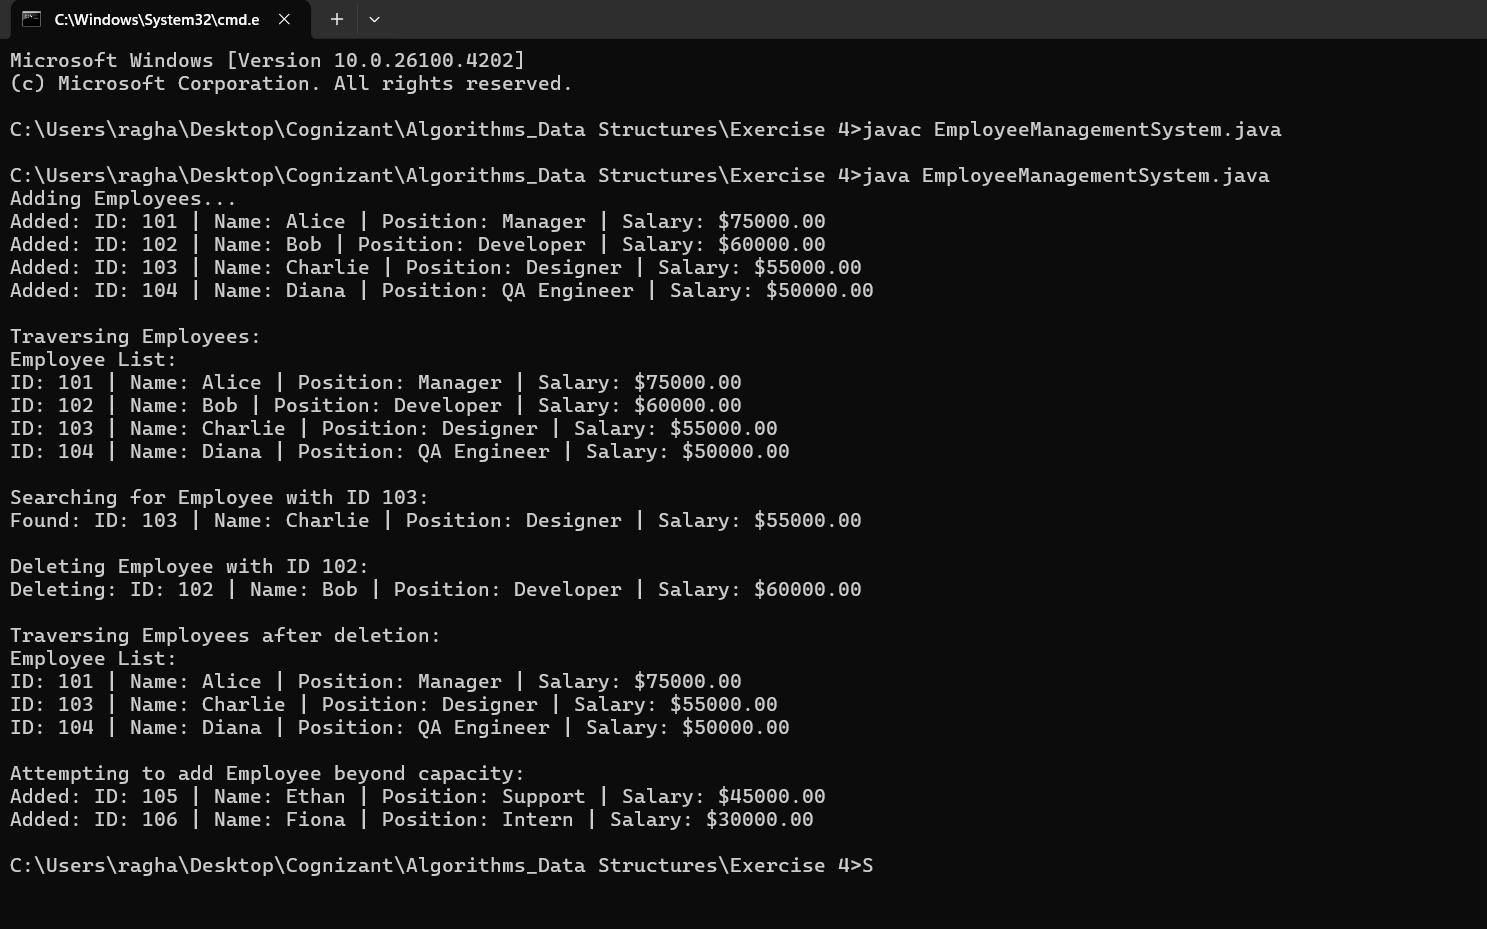 C:\Windows\System32\cmd.e
Microsoft Windows [Version 10.0.26100.4202]
(c) Microsoft Corporation. All rights reserved.
C:\Users\ragha\Desktop\Cognizant\Algorithms_Data Structures\Exercise 4>javac EmployeeManagementSystem.java
C:\Users\ragha\Desktop\Cognizant\Algorithms_Data Structures\Exercise 4>java EmployeeManagementSystem.java
Adding Employees...
Added: ID: 101 | Name: Alice | Position: Manager | Salary: $75000.00
Added: ID: 102 | Name: Bob | Position: Developer | Salary: $60000.00
Added: ID: 103 | Name: Charlie | Position: Designer | Salary: $55000.00
Added: ID: 104 | Name: Diana | Position: QA Engineer | Salary: $50000.00
Traversing Employees:
Employee List:
ID: 101 | Name: Alice | Position: Manager | Salary: $75000.00
ID: 102 | Name: Bob | Position: Developer | Salary: $60000.00
ID: 103 | Name: Charlie | Position: Designer | Salary: $55000.00
ID: 104 | Name: Diana | Position: QA Engineer | Salary: $50000.00
Searching for Employee with ID 103:
Found: ID: 103 | Name: Charlie | Position: Designer | Salary: $55000.00
Deleting Employee with ID 102:
Deleting: ID: 102 | Name: Bob | Position: Developer | Salary: $60000.00
Traversing Employees after deletion:
Employee List:
ID: 101 | Name: Alice | Position: Manager | Salary: $75000.00
ID: 103 | Name: Charlie | Position: Designer | Salary: $55000.00
ID: 104 | Name: Diana | Position: QA Engineer | Salary: $50000.00
Attempting to add Employee beyond capacity:
Added: ID: 105 | Name: Ethan | Position: Support | Salary: $45000.00
Added: ID: 106 | Name: Fiona | Position: Intern | Salary: $30000.00
C:\Users\ragha\Desktop\Cognizant\Algorithms_Data Structures\Exercise 4>S